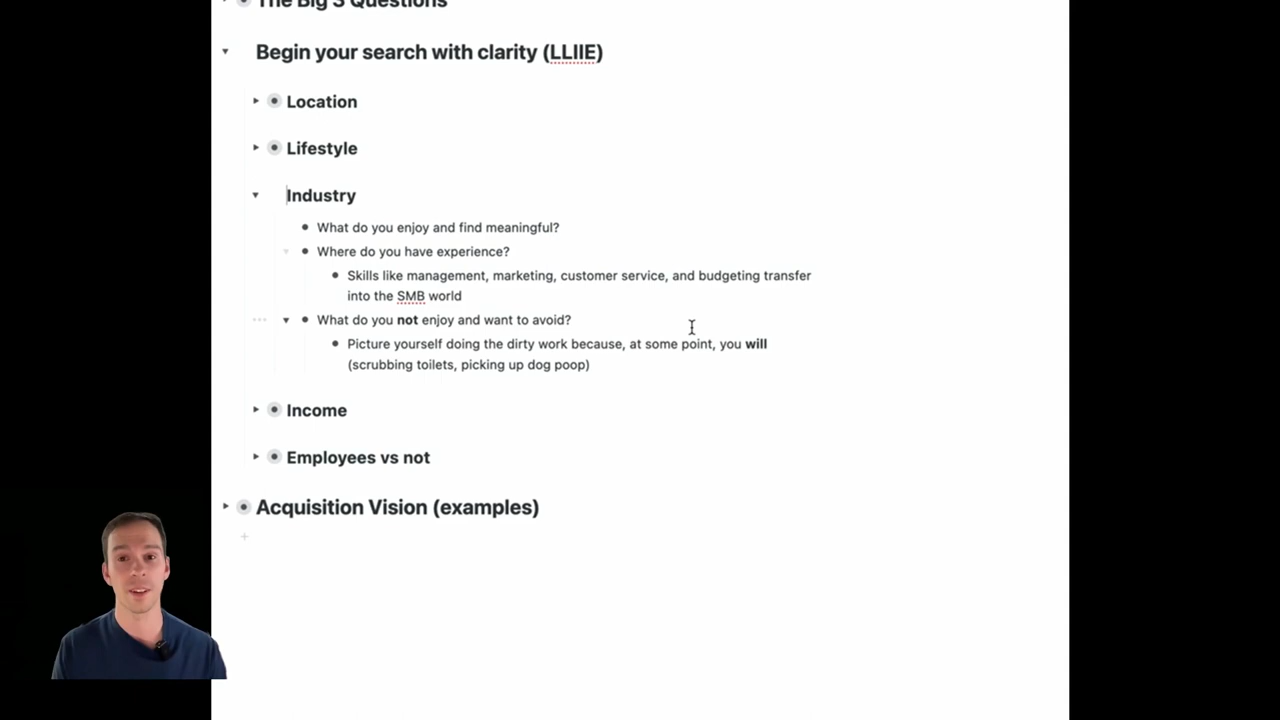 The Big 3 Questions
Begin your search with clarity (LLIIE)
Location
Lifestyle
Industry
What do you enjoy and find meaningful?
Where do you have experience?
Skills like management, marketing, customer service, and budgeting transfer
into the SMB world
What do you not enjoy and want to avoid?
Picture yourself doing the dirty work because, at some point, you will
(scrubbing toilets, picking up dog poop)
Income
Employees vs not
Acquisition Vision (examples)